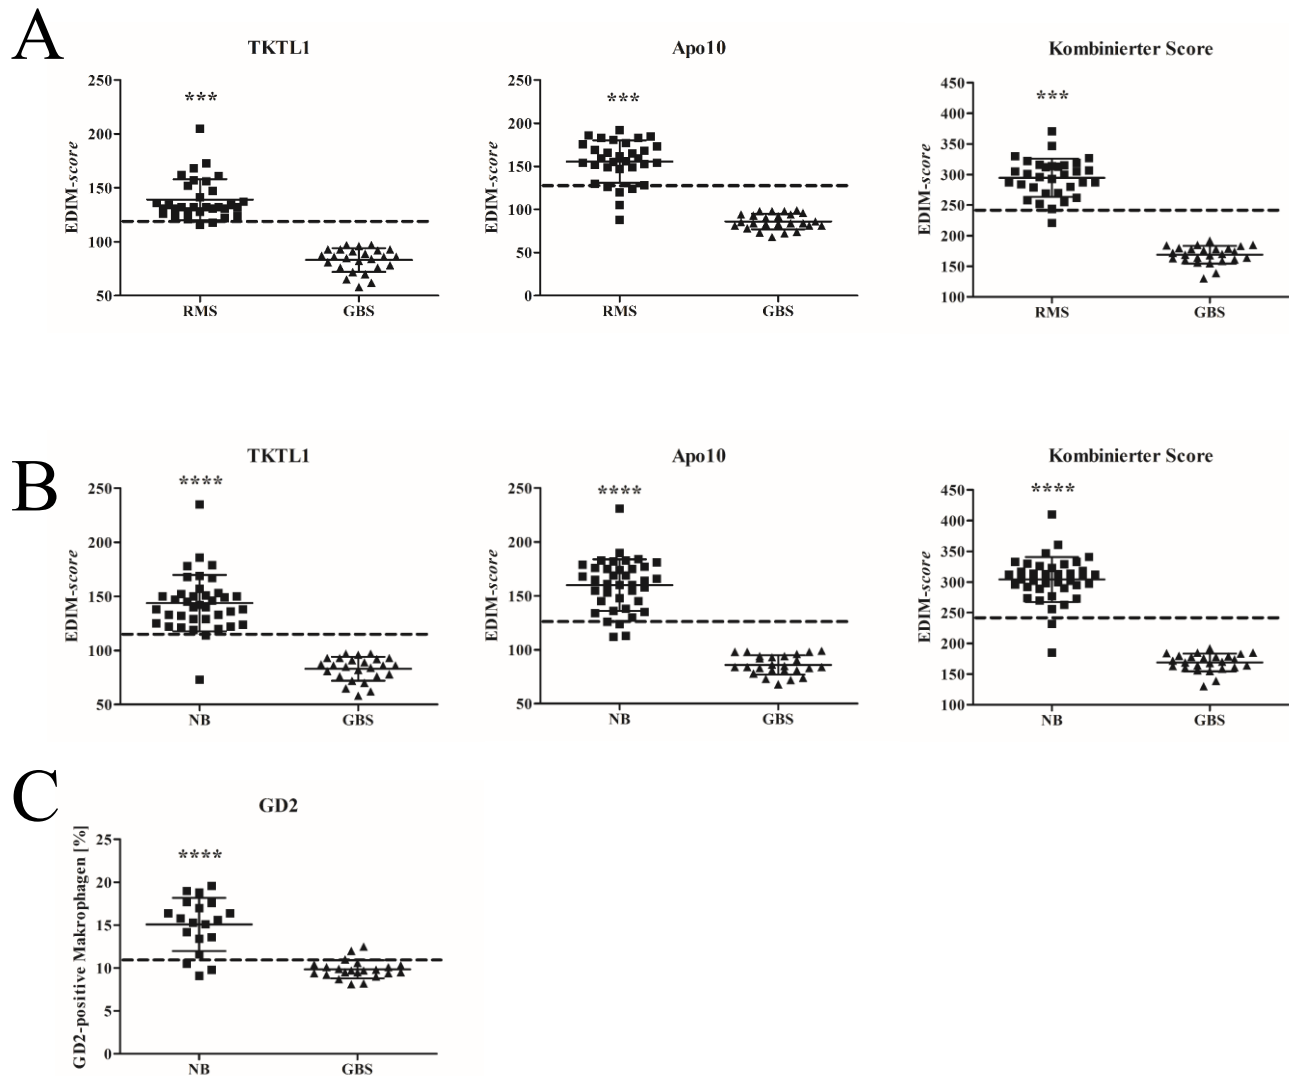 A
TKTL1
Apo10
Kombinierter Score
EDIM-score
250
200
150
100
50
***
RMS
GBS
EDIM-score
250
200
150
100
50
0
***
RMS
GBS
EDIM-score
450
400
350
300
250
200
150
100
***
RMS
GBS
B
TKTL1
Apo10
Kombinierter Score
EDIM-score
250
200
150
100
50
****
NB
GBS
EDIM-score
250
200
150
100
50
****
NB
GBS
EDIM-score
450
400
350
300
250
200
150
100
****
NB
GBS
C
GD2
GD2-positive Makrophagen [%]
25
20
15
10
5
0
****
NB
GBS